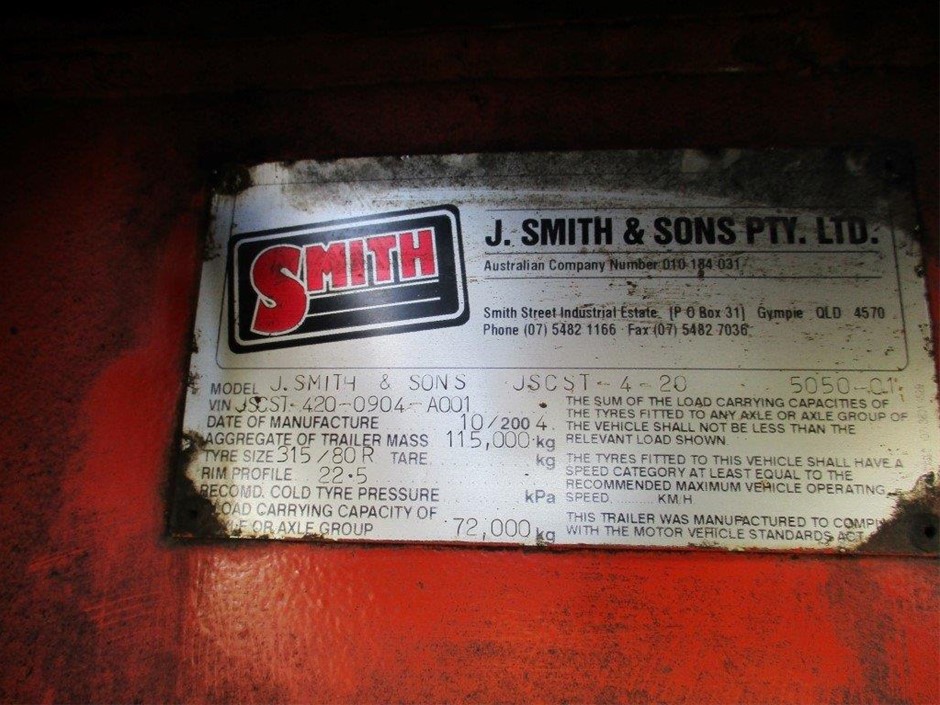 SMITH
J. SMITH & SONS PTY. LTD.
Australian Company Number 010 184 031
Smith Street Industrial Estate. (P O Box 31) Gympie QLD 4570
Phone (07) 5482 1166 Fax (07) 5482 7036
MODEL J.SMITH & SONS JSCST-4-20 5050-01
VIN JSCST-420-0904-A001
DATE OF MANUFACTURE 10/2004
AGGREGATE OF TRAILER MASS 115,000 kg
TYRE SIZE 315/80R TARE kg
RIM PROFILE 22.5
RECOMD. COLD TYRE PRESSURE kPa
LOAD CARRYING CAPACITY OF
AXLE OR AXLE GROUP 72,000 kg
THE SUM OF THE LOAD CARRYING CAPACITIES OF
THE TYRES FITTED TO ANY AXLE OR AXLE GROUP OF
THE VEHICLE SHALL NOT BE LESS THAN THE
RELEVANT LOAD SHOWN
THE TYRES FITTED TO THIS VEHICLE SHALL HAVE A
SPEED CATEGORY AT LEAST EQUAL TO THE
RECOMMENDED MAXIMUM VEHICLE OPERATING
SPEED......... KM/H
THIS TRAILER WAS MANUFACTURED TO COMPLY
WITH THE MOTOR VEHICLE STANDARDS ACT